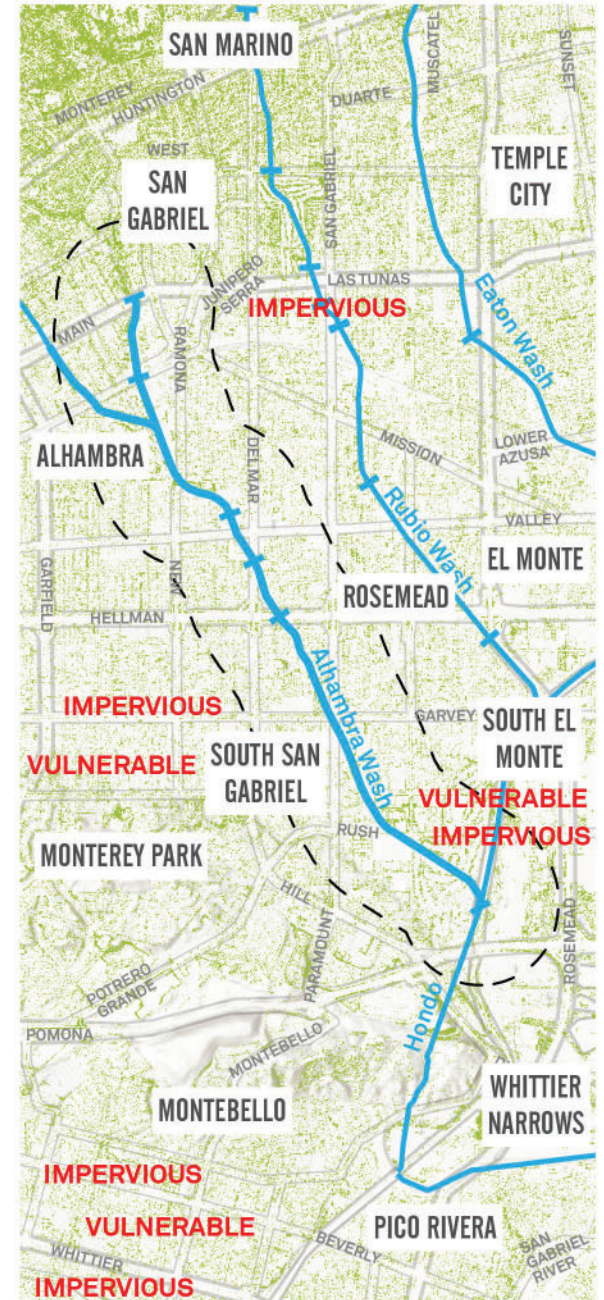 SAN MARINO
MUSCATEL
SUNSET
MONTEREY
HUNTINGTON
DUARTE
WEST
SAN
GABRIEL
SAN GABRIEL
TEMPLE
CITY
JUNIPERO
SERRA
LAS TUNAS
IMPERVIOUS
Eaton Wash
MAIN
RAMONA
ALHAMBRA
DEL MAR
MISSION
LOWER
AZUSA
Rubio Wash
VALLEY
EL MONTE
GARFIELD
NEW
ROSEMEAD
HELLMAN
Alhambra Wash
IMPERVIOUS
GARVEY
SOUTH EL
MONTE
VULNERABLE
SOUTH SAN
GABRIEL
VULNERABLE
IMPERVIOUS
RUSH
MONTEREY PARK
HILL
PARAMOUNT
ROSEMEAD
POTRERO
GRANDE
Hondo
POMONA
MONTEBELLO
MONTEBELLO
WHITTIER
NARROWS
IMPERVIOUS
VULNERABLE
PICO RIVERA
BEVERLY
WHITTIER
SAN
GABRIEL
RIVER
IMPERVIOUS